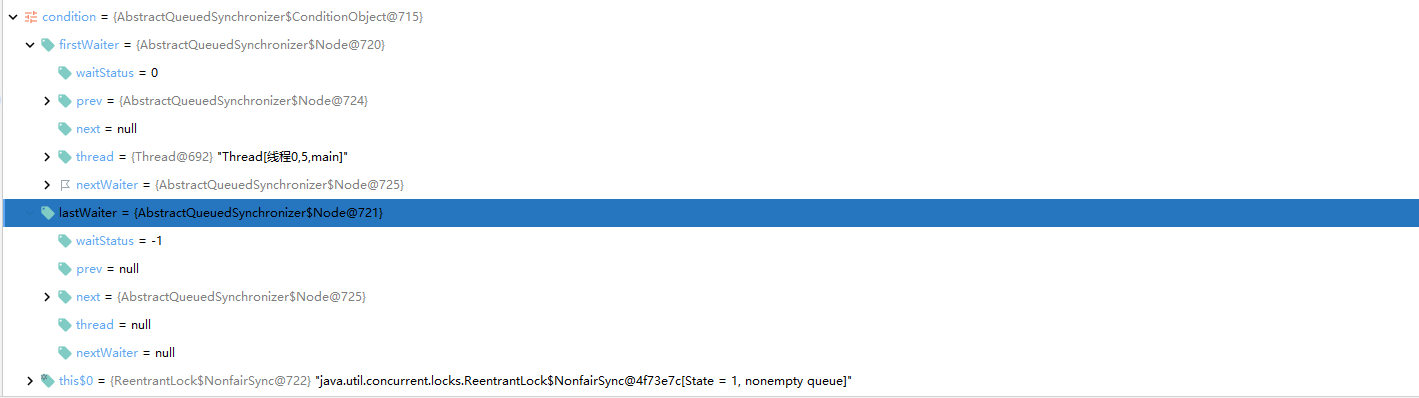 condition = {AbstractQueuedSynchronizer$ConditionObject@715}
firstWaiter = {AbstractQueuedSynchronizer$Node@720}
waitStatus = 0
prev = {AbstractQueuedSynchronizer$Node@724}
next = null
thread = {Thread@692} "Thread[线程0,5,main]"
nextWaiter = {AbstractQueuedSynchronizer$Node@725}
lastWaiter = {AbstractQueuedSynchronizer$Node@721}
waitStatus = -1
prev = null
next = {AbstractQueuedSynchronizer$Node@725}
thread = null
nextWaiter = null
this$0 = {ReentrantLock$NonfairSync@722} "java.util.concurrent.locks.ReentrantLock$NonfairSync@4f73e7c[State = 1, nonempty queue]"